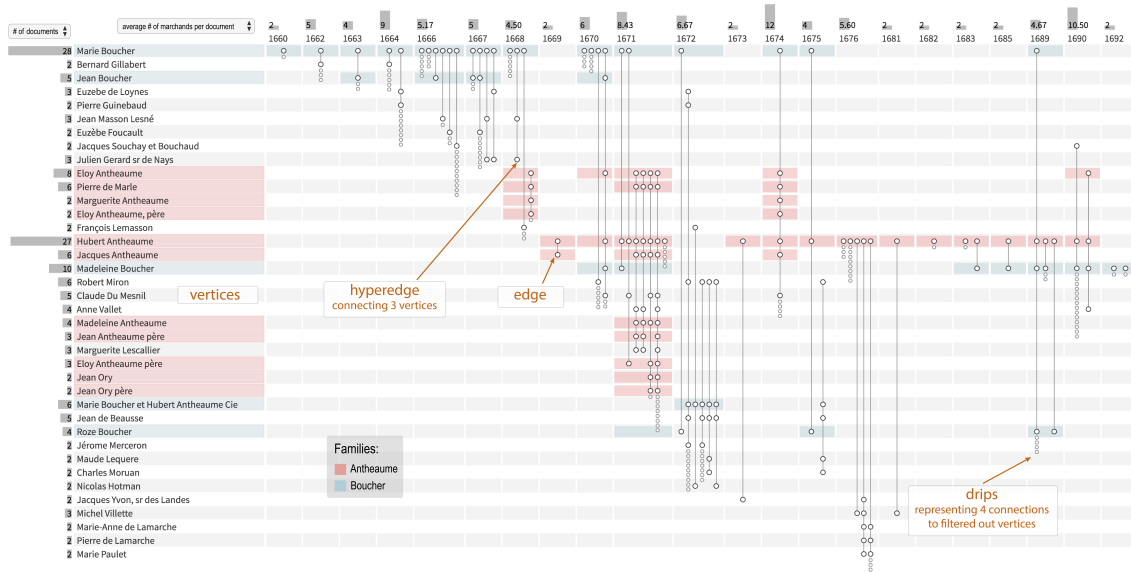 # of documents
average # of marchands per document
2 5 4 9 5.17 5 4.50 2 6 8.43 6.67 2 12 4 5.60 2 2 2 2 4.67 10.50 2
1660 1662 1663 1664 1666 1667 1668 1669 1670 1671 1672 1673 1674 1675 1676 1681 1682 1683 1685 1689 1690 1692
28 Marie Boucher
2 Bernard Gillabert
5 Jean Boucher
3 Euzebe de Loynes
2 Pierre Guinebaud
3 Jean Masson Lesné
2 Euzèbe Foucault
2 Jacques Souchay et Bouchaud
3 Julien Gerard sr de Nays
8 Eloy Antheaume
6 Pierre de Marle
2 Marguerite Antheaume
2 Eloy Antheaume, père
2 François Lemasson
27 Hubert Antheaume
6 Jacques Antheaume
10 Madeleine Boucher
6 Robert Miron
5 Claude Du Mesnil
4 Anne Vallet
4 Madeleine Antheaume
3 Jean Antheaume père
3 Marguerite Lescallier
3 Eloy Antheaume père
2 Jean Ory
2 Jean Ory père
6 Marie Boucher et Hubert Antheaume Cie
5 Jean de Beausse
4 Roze Boucher
2 Jérome Merceron
2 Maude Lequere
2 Charles Moruan
2 Nicolas Hotman
2 Jacques Yvon, sr des Landes
3 Michel Villette
2 Marie-Anne de Lamarche
2 Pierre de Lamarche
2 Marie Paulet
vertices
hyperedge
connecting 3 vertices
edge
Families:
Antheaume
Boucher
drips
representing 4 connections
to filtered out vertices